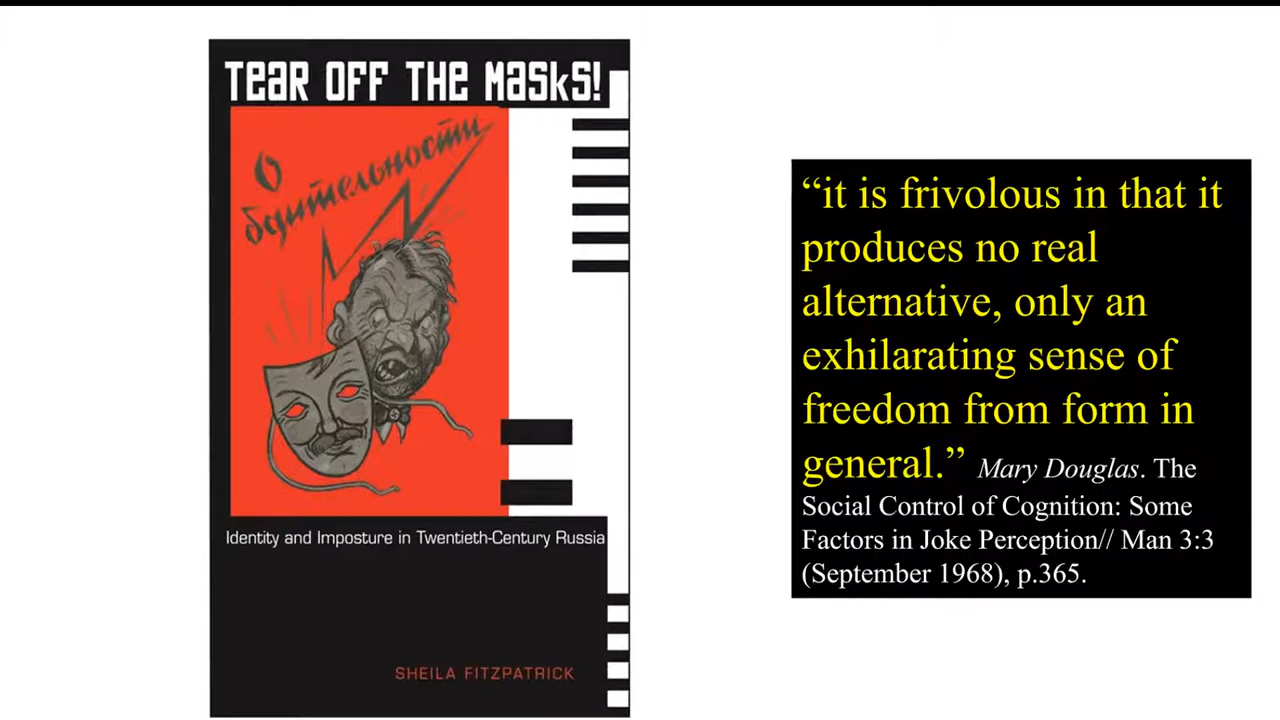 TEAR OFF THE MASKS!
О
бдительности
Identity and Imposture in Twentieth-Century Russia
SHEILA FITZPATRICK
“it is frivolous in that it
produces no real
alternative, only an
exhilarating sense of
freedom from form in
general.” Mary Douglas. The
Social Control of Cognition: Some
Factors in Joke Perception// Man 3:3
(September 1968), p.365.